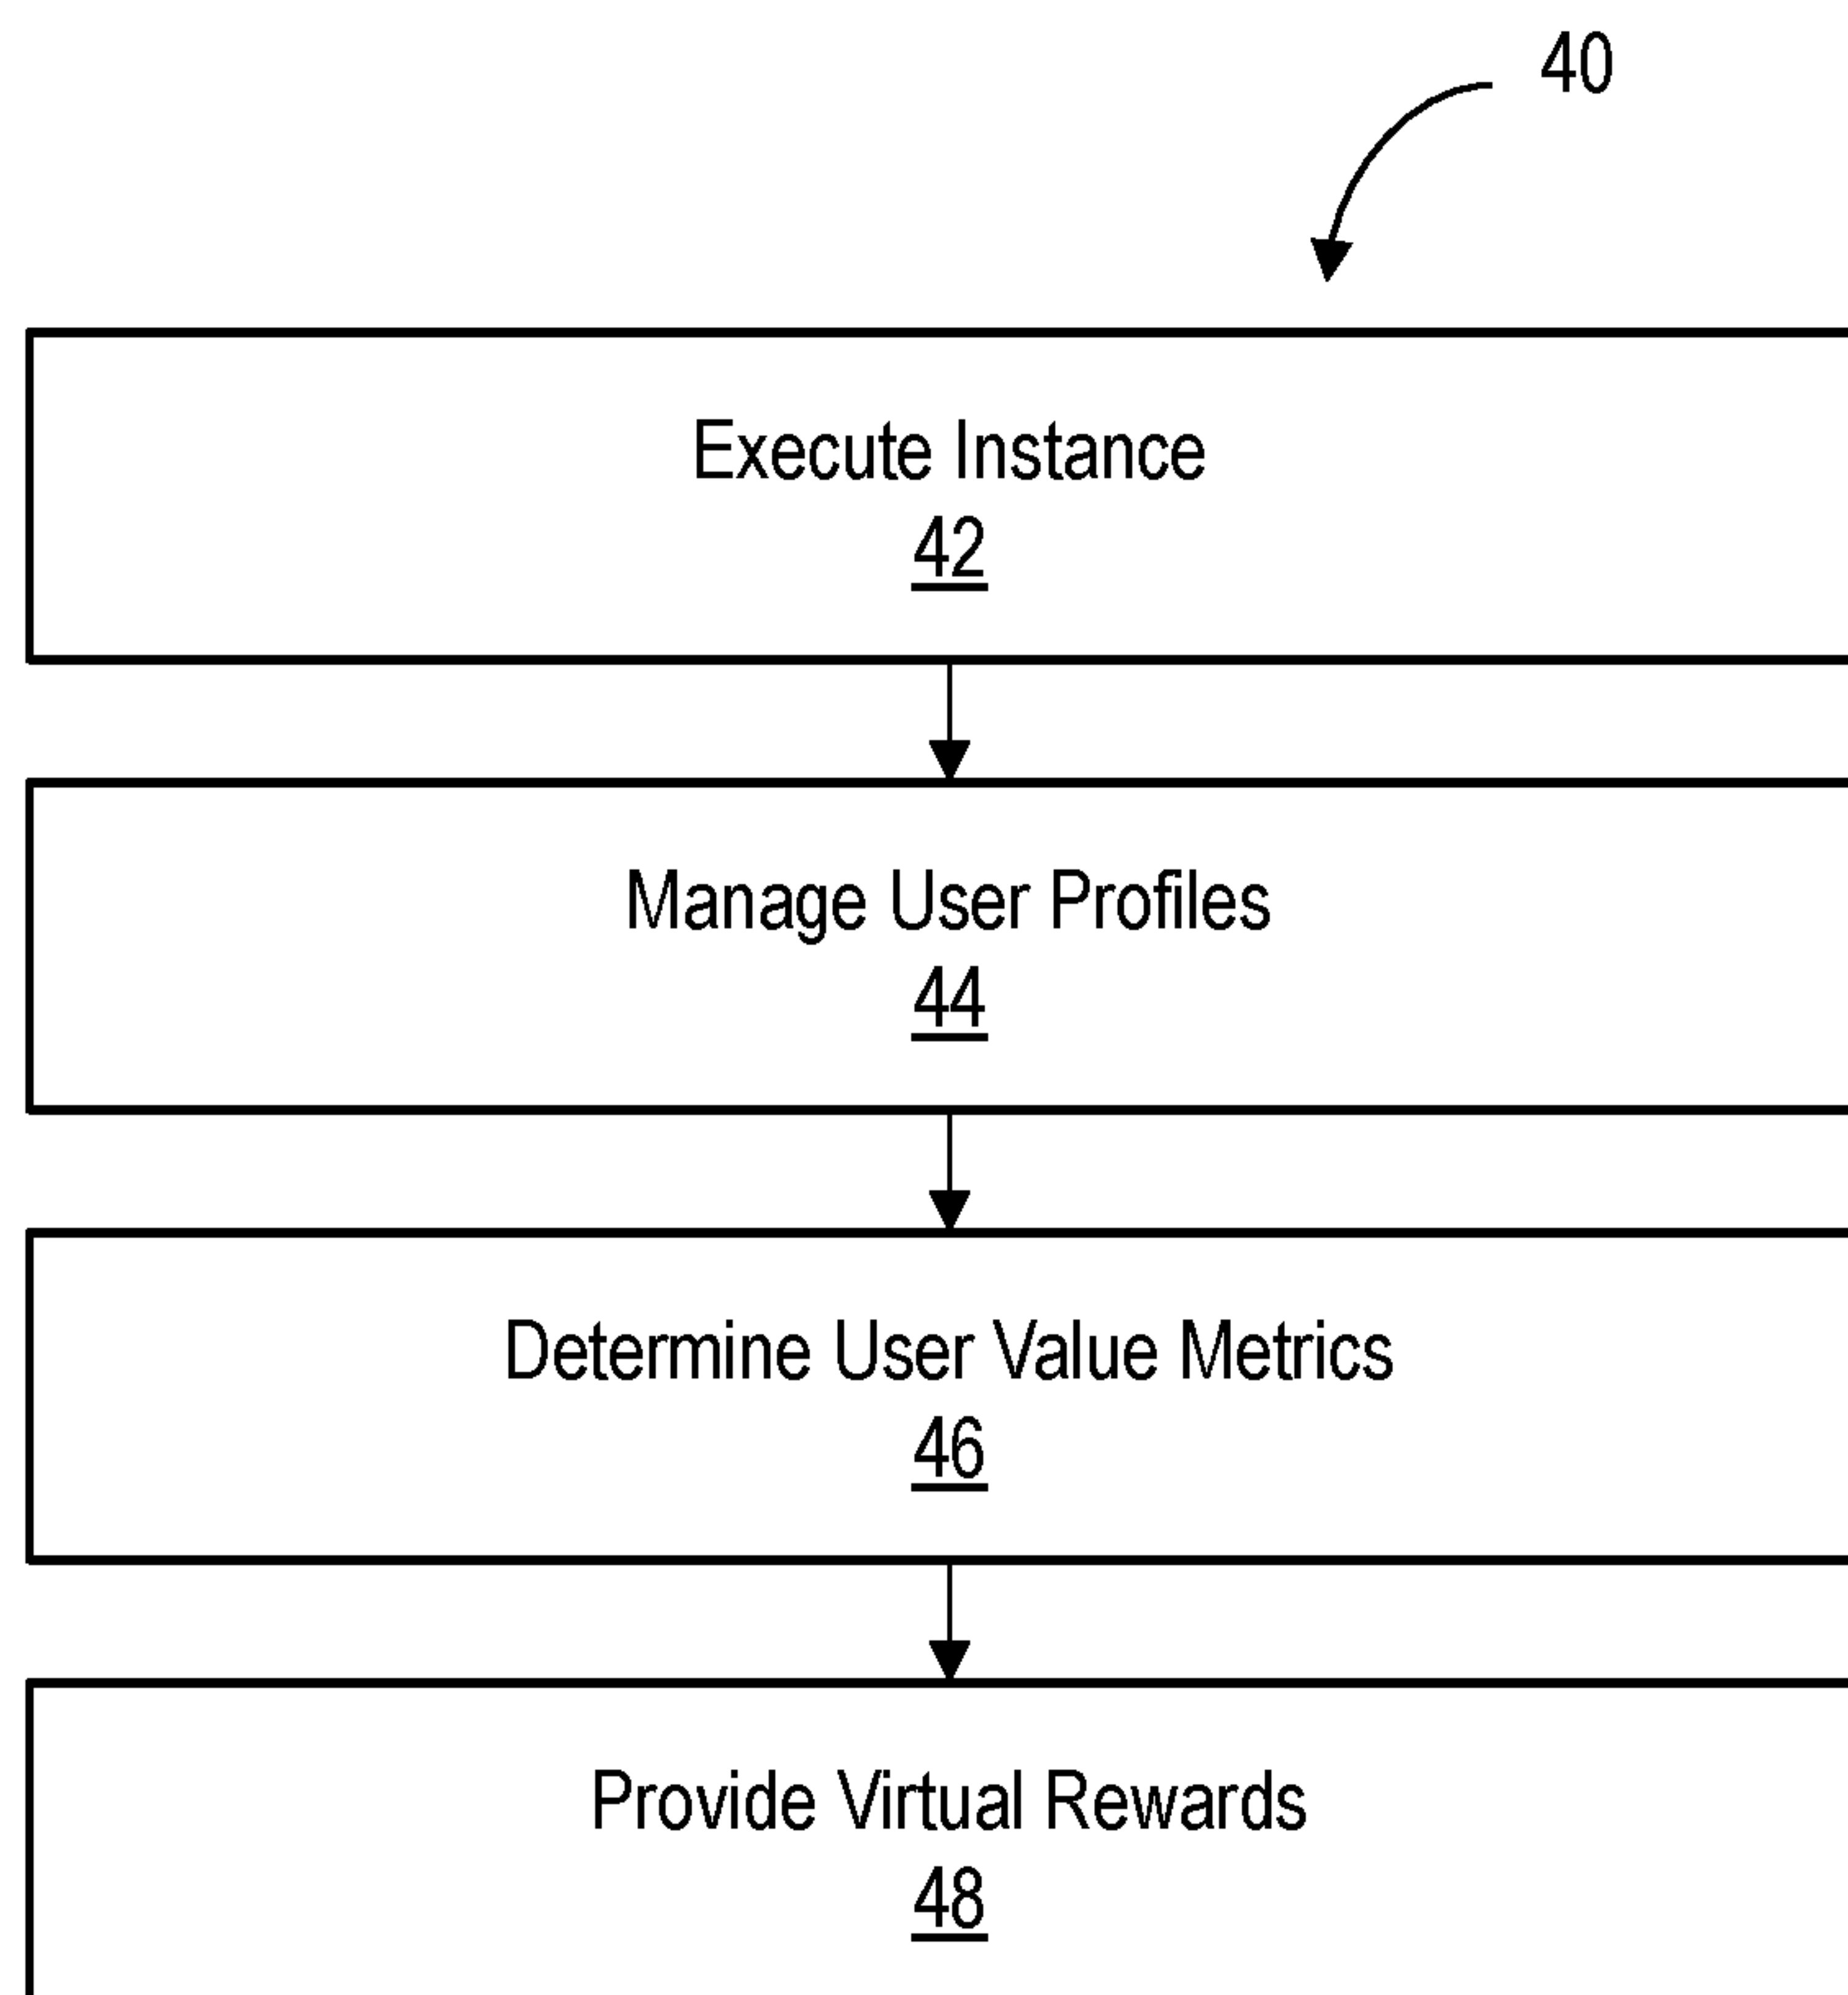 40
Execute Instance
42
Manage User Profiles
44
Determine User Value Metrics
46
Provide Virtual Rewards
48